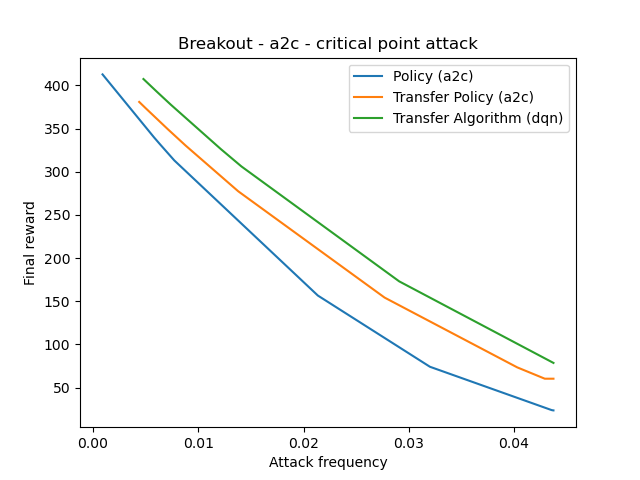 Breakout - a2c - critical point attack
Policy (a2c)
Transfer Policy (a2c)
Transfer Algorithm (dqn)
Final reward
400
350
300
250
200
150
100
50
0.00 0.01 0.02 0.03 0.04
Attack frequency